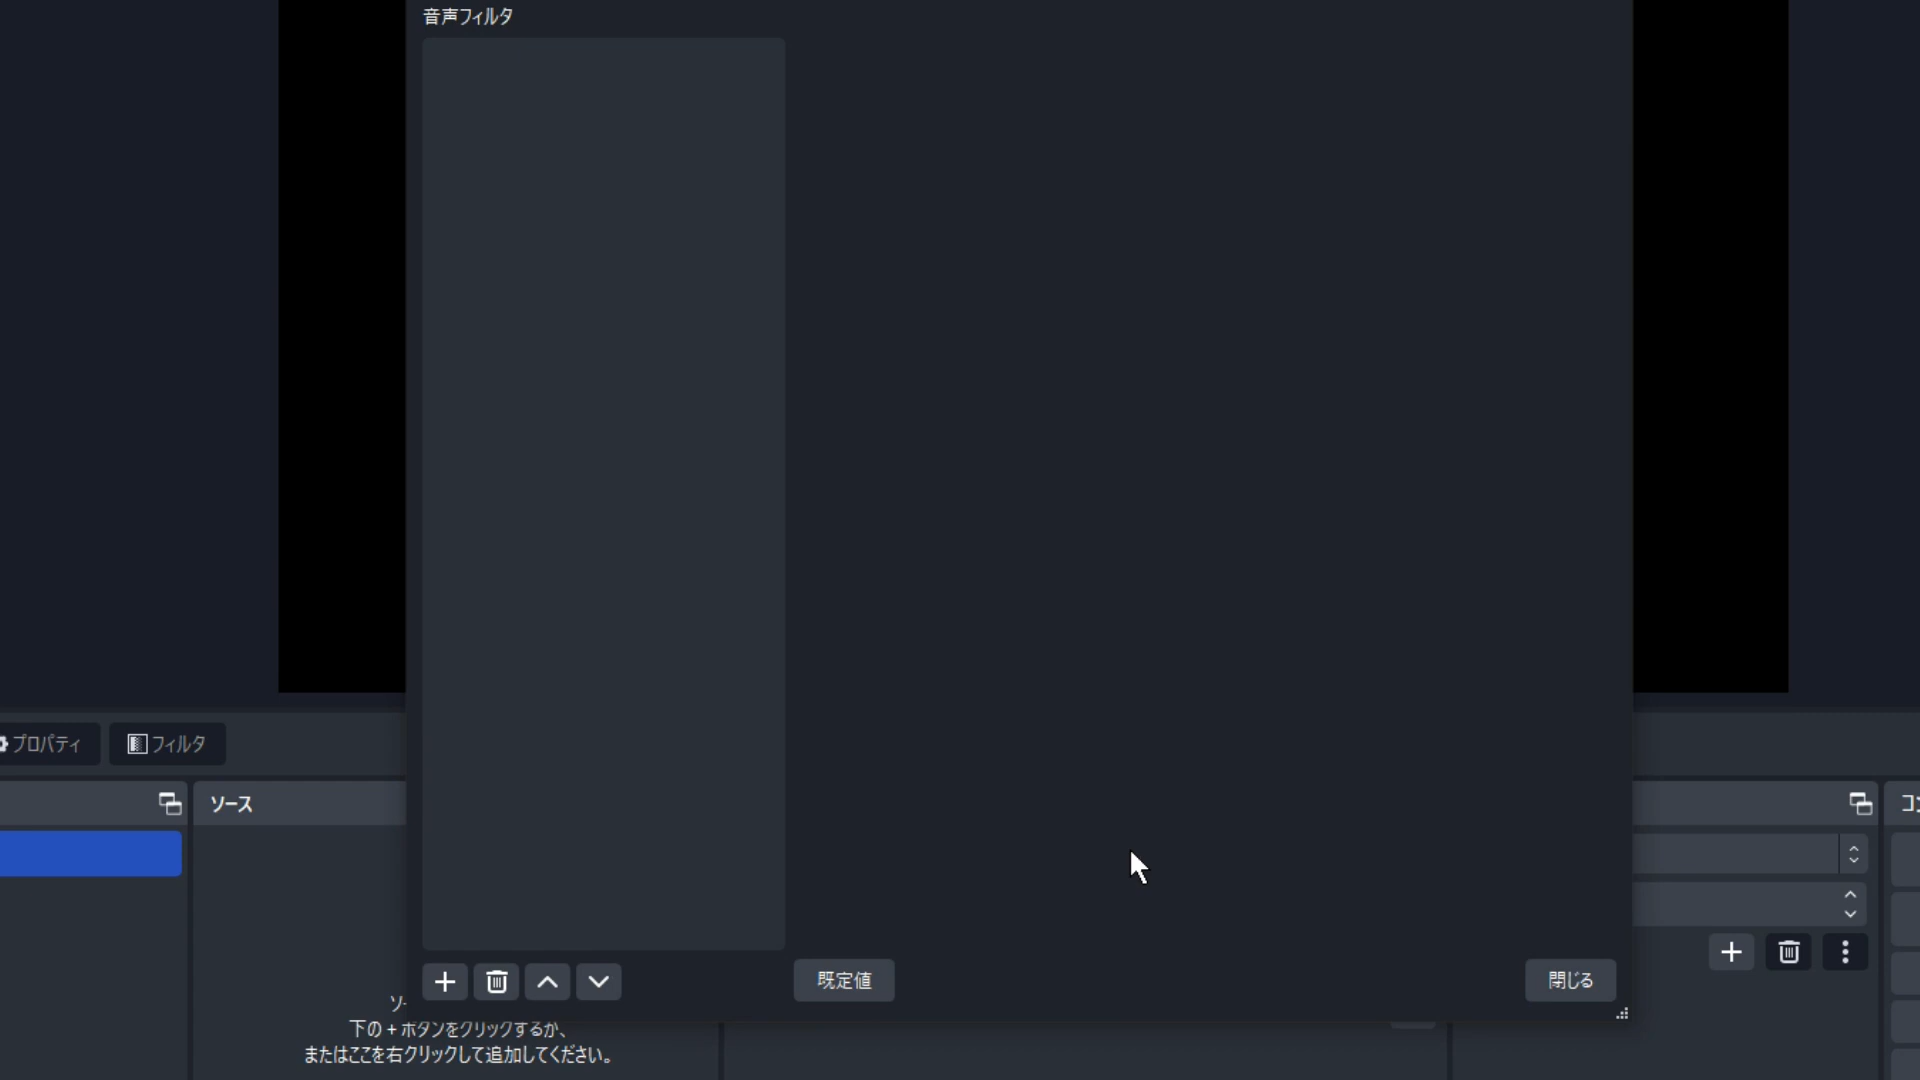 音声フィルタ
プロパティ
フィルタ
ソース
既定値
閉じる
下の + ボタンをクリックするか、
またはここを右クリックして追加してください。